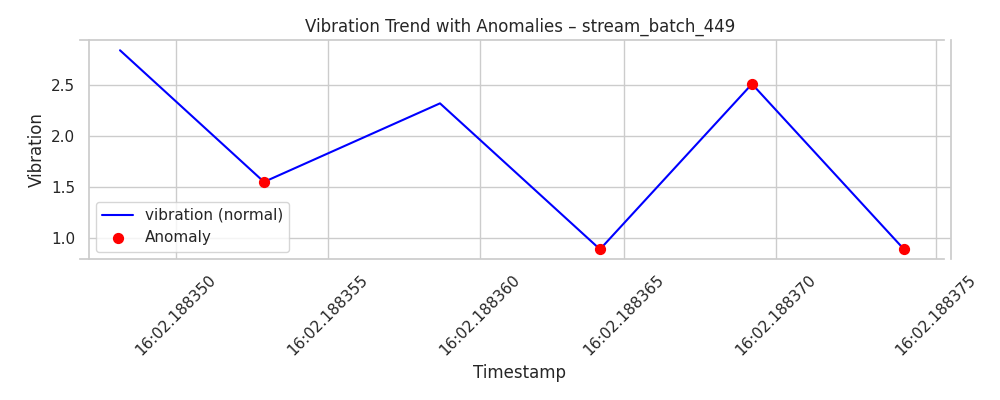 Vibration Trend with Anomalies – stream_batch_449
Vibration
2.5
2.0
1.5
1.0
vibration (normal)
Anomaly
16:02.188350
16:02.188355
16:02.188360
16:02.188365
16:02.188370
16:02.188375
Timestamp